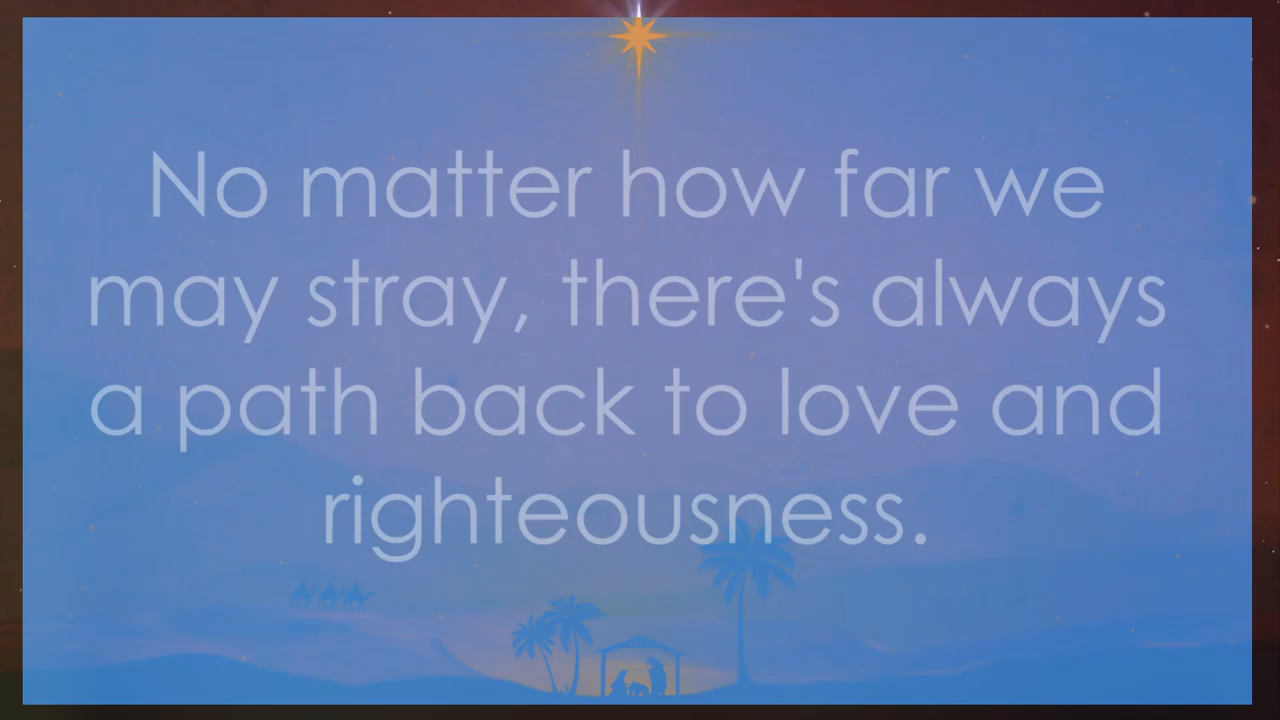 No matter how far we
may stray, there's always
a path back to love and
righteousness.